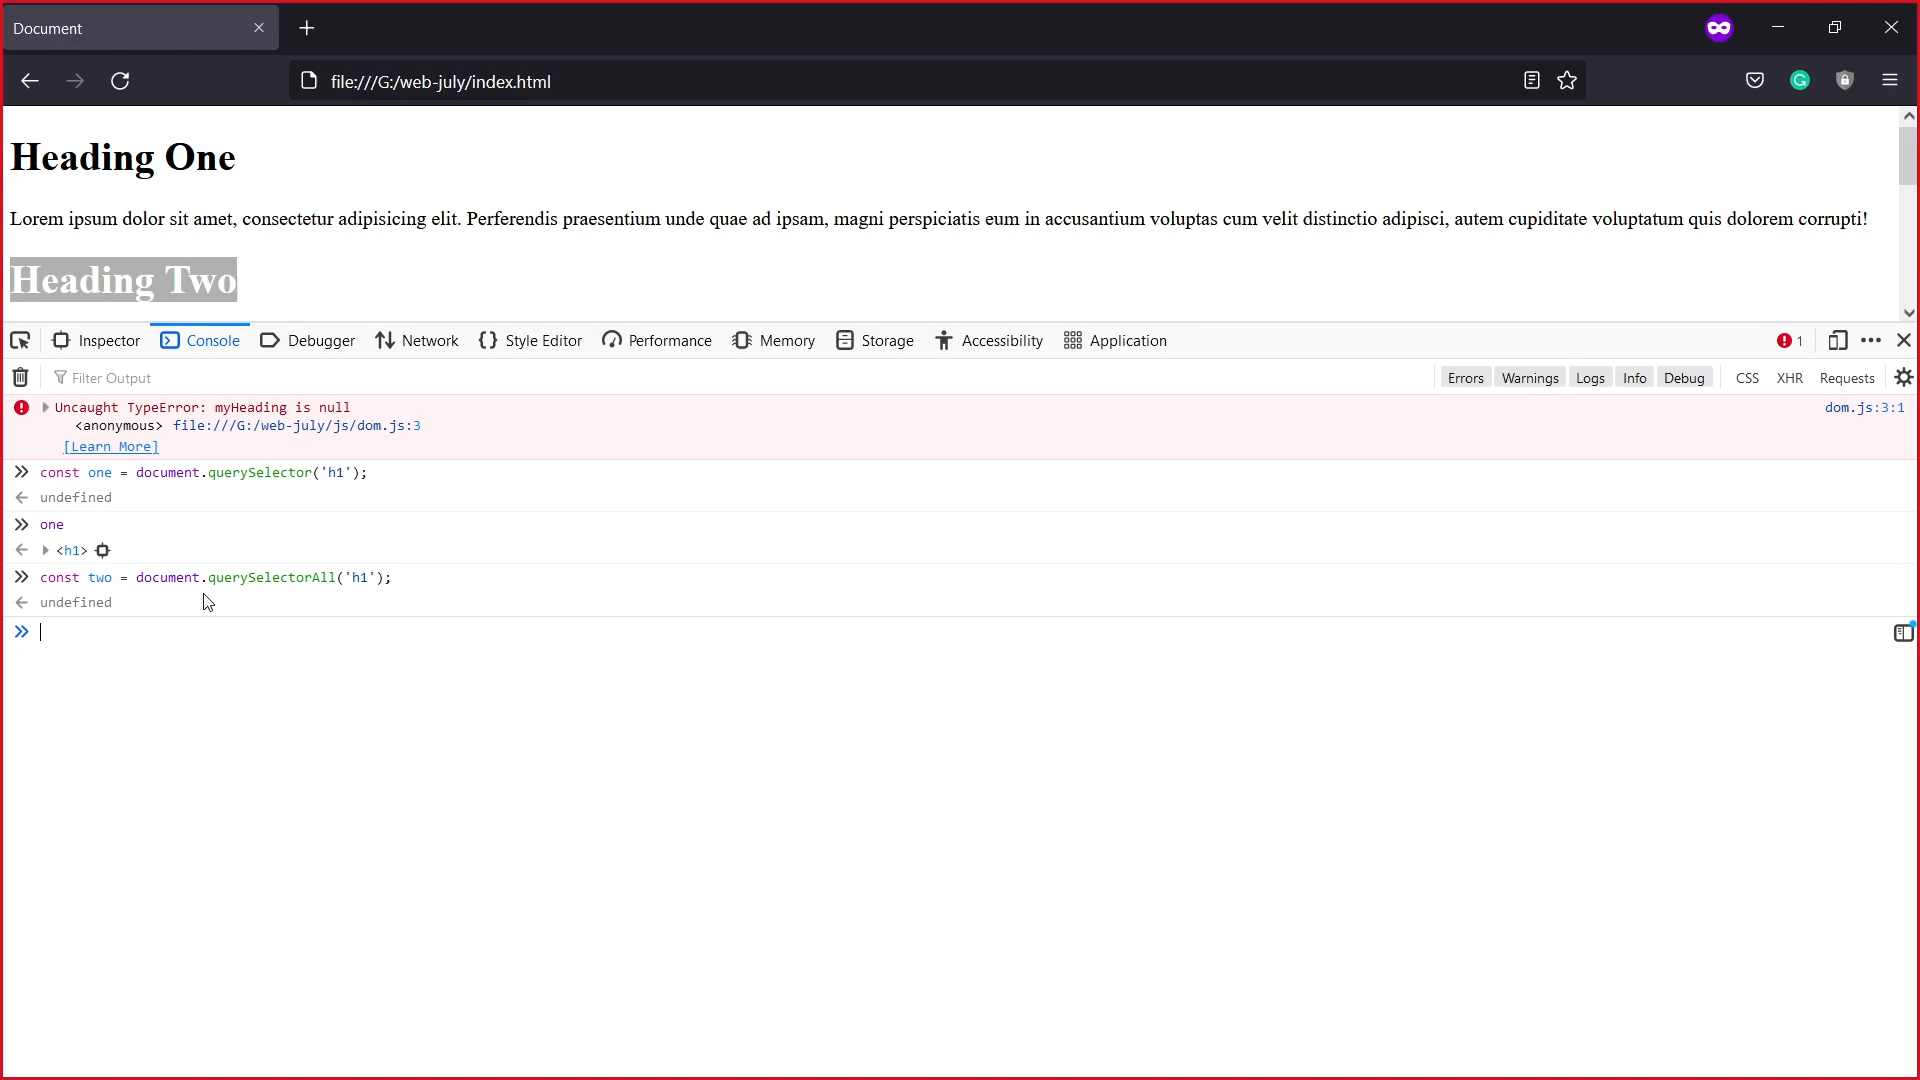 Document
file:///G:/web-july/index.html
Heading One
Lorem ipsum dolor sit amet, consectetur adipisicing elit. Perferendis praesentium unde quae ad ipsam, magni perspiciatis eum in accusantium voluptas cum velit distinctio adipisci, autem cupiditate voluptatum quis dolorem corrupti!
Heading Two
Inspector Console Debugger Network Style Editor Performance Memory Storage Accessibility Application 1
Filter Output Errors Warnings Logs Info Debug CSS XHR Requests
Uncaught TypeError: myHeading is null dom.js:3:1
<anonymous> file:///G:/web-july/js/dom.js:3
[Learn More]
const one = document.querySelector('h1');
undefined
one
<h1>
const two = document.querySelectorAll('h1');
undefined